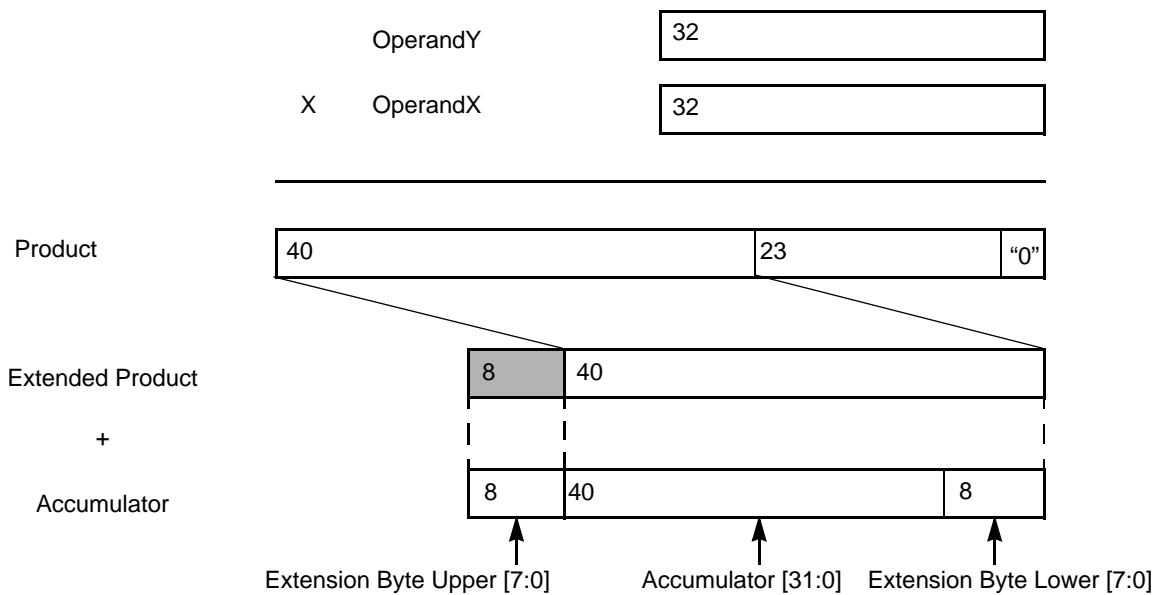 OperandY 32
X OperandX 32
Product 40 23 “0”
Extended Product 8 40
+
Accumulator 8 40 8
Extension Byte Upper [7:0] Accumulator [31:0] Extension Byte Lower [7:0]